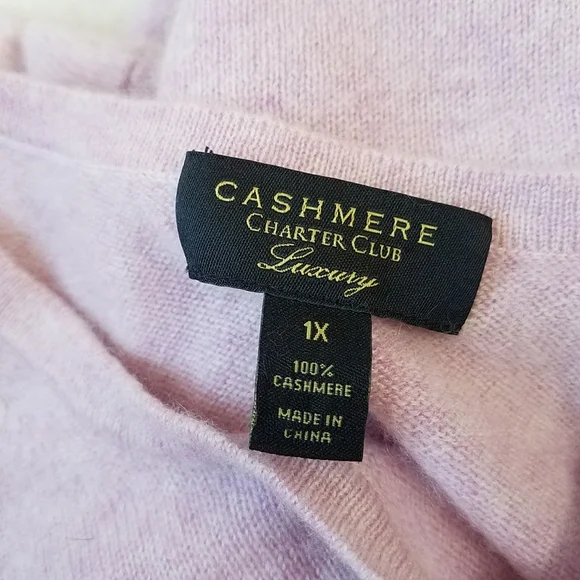 CASHMERE
CHARTER CLUB
Luxury
1X
100%
CASHMERE
MADE IN
CHINA